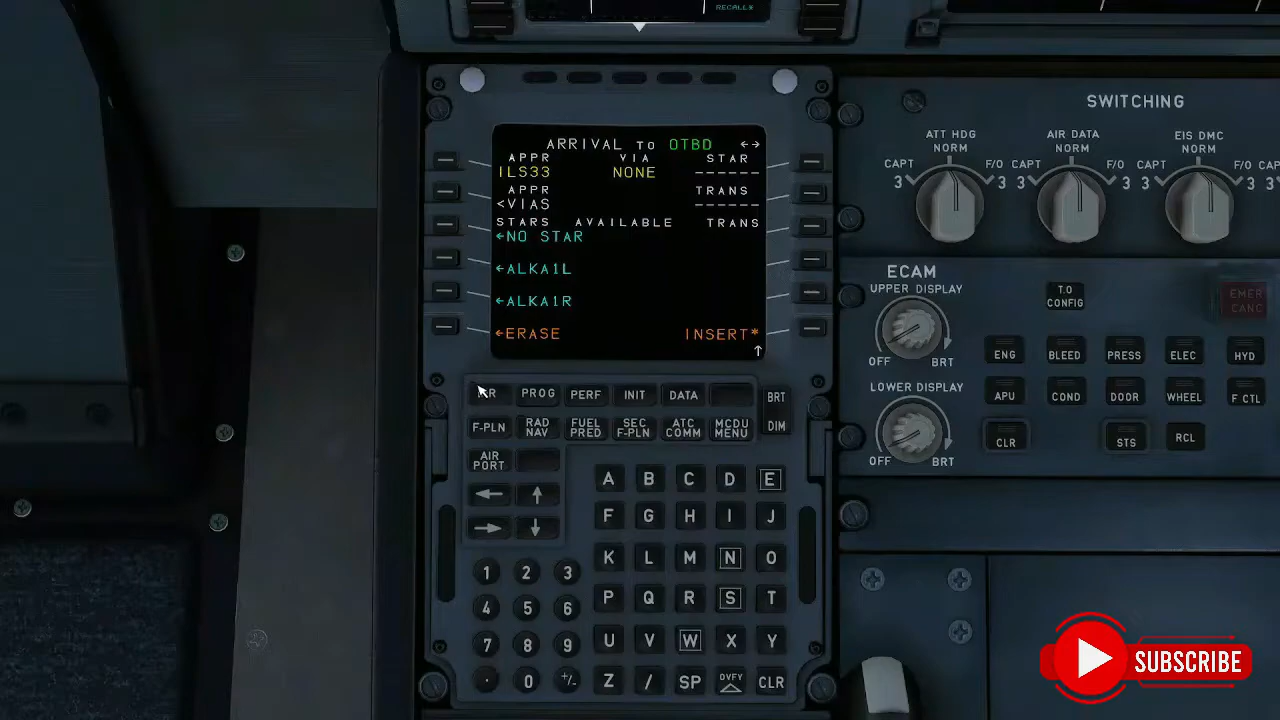 RECALL*
ARRIVAL TO OTBD ←→
APPR VIA STAR
ILS33 NONE ------
APPR TRANS
<VIAS ------
STARS AVAILABLE TRANS
←NO STAR
←ALKA1L
←ALKA1R
←ERASE INSERT*
↑
PROG PERF INIT DATA
BRT
DIM
F-PLN RAD NAV FUEL PRED SEC F-PLN ATC COMM MCDU MENU
AIR PORT
← ↑
→ ↓
A B C D E
F G H I J
K L M N O
P Q R S T
U V W X Y
Z / SP OVFY CLR
1 2 3
4 5 6
7 8 9
. 0 +/-
SWITCHING
ATT HDG AIR DATA EIS DMC
NORM NORM NORM
CAPT F/O CAPT F/O CAPT F/O
3 3 3 3 3 3
ECAM
UPPER DISPLAY
OFF BRT
LOWER DISPLAY
OFF BRT
T.O CONFIG
EMER CANC
ENG BLEED PRESS ELEC HYD
APU COND DOOR WHEEL F CTL
CLR STS RCL
SUBSCRIBE